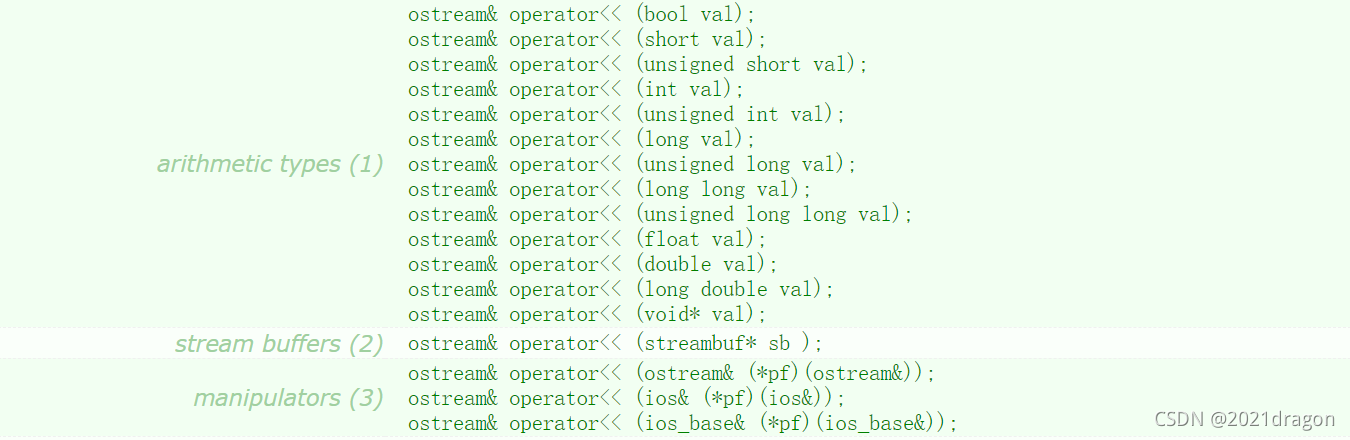 ostream& operator<< (bool val);
ostream& operator<< (short val);
ostream& operator<< (unsigned short val);
ostream& operator<< (int val);
ostream& operator<< (unsigned int val);
ostream& operator<< (long val);
arithmetic types (1) ostream& operator<< (unsigned long val);
ostream& operator<< (long long val);
ostream& operator<< (unsigned long long val);
ostream& operator<< (float val);
ostream& operator<< (double val);
ostream& operator<< (long double val);
ostream& operator<< (void* val);
stream buffers (2) ostream& operator<< (streambuf* sb );
ostream& operator<< (ostream& (*pf)(ostream&));
manipulators (3) ostream& operator<< (ios& (*pf)(ios&));
ostream& operator<< (ios_base& (*pf)(ios_base&));
CSDN @2021dragon